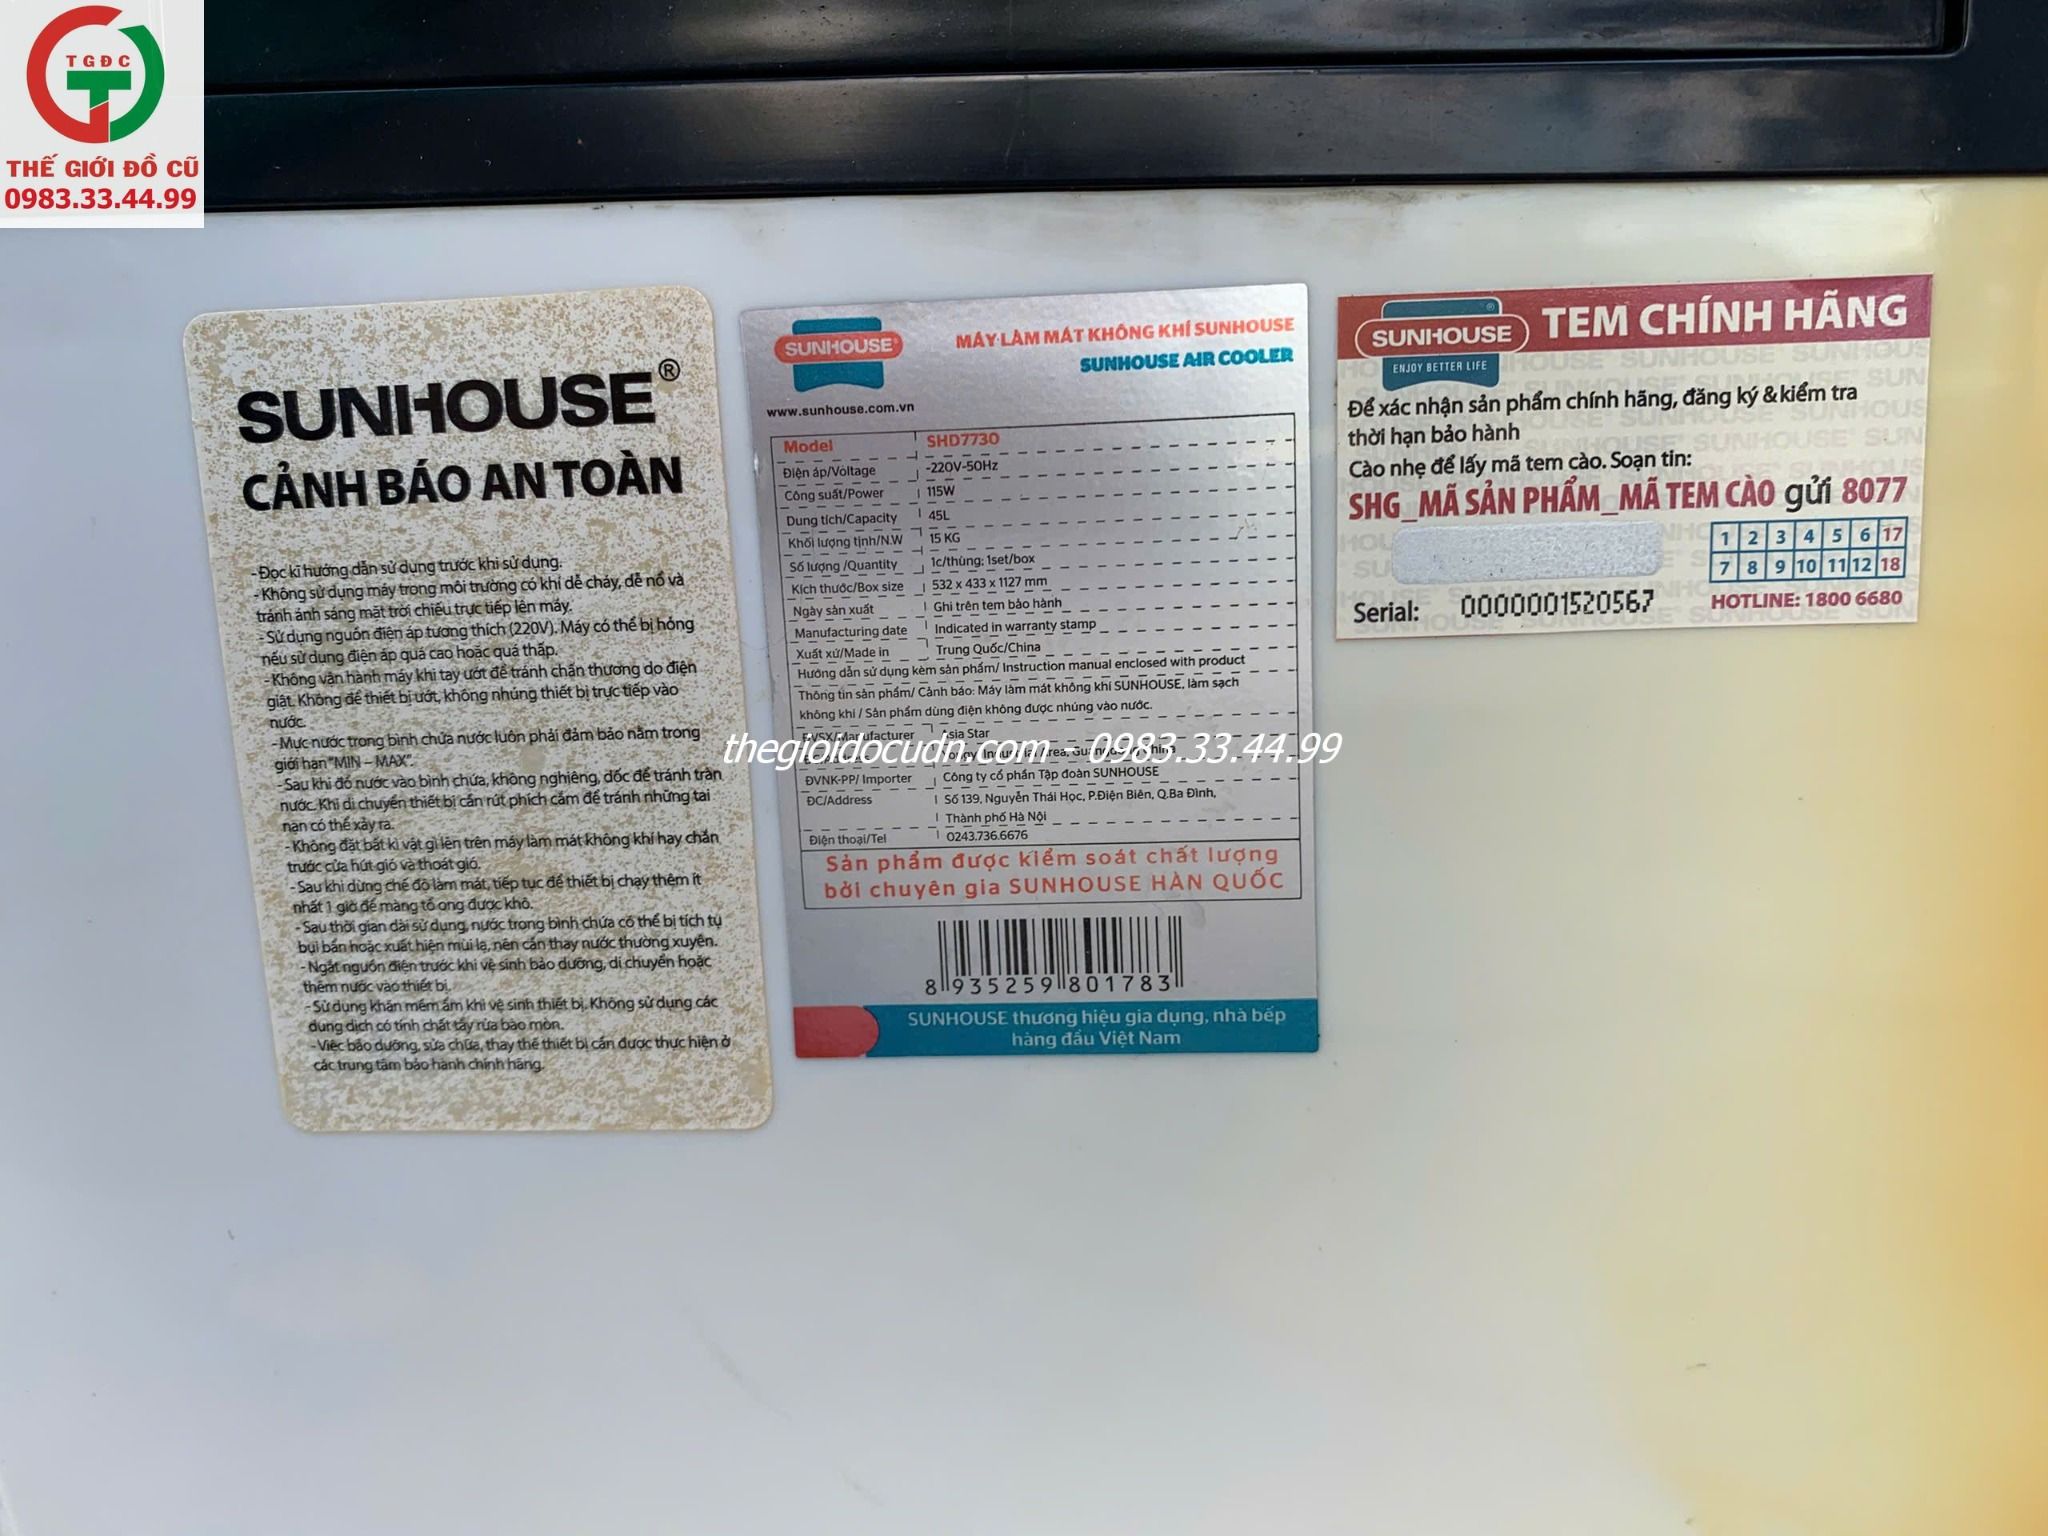 TGĐC
THẾ GIỚI ĐỒ CŨ
0983.33.44.99
SUNHOUSE®
CẢNH BÁO AN TOÀN
- Đọc kĩ hướng dẫn sử dụng trước khi sử dụng.
- Không sử dụng máy trong môi trường có khí dễ cháy, dễ nổ và
tránh ánh sáng mặt trời chiếu trực tiếp lên máy.
- Sử dụng nguồn điện áp tương thích (220V). Máy có thể bị hỏng
nếu sử dụng điện áp quá cao hoặc quá thấp.
- Không vận hành máy khi tay ướt để tránh chấn thương do điện
giật. Không để thiết bị ướt, không nhúng thiết bị trực tiếp vào
nước.
- Mực nước trong bình chứa nước luôn phải đảm bảo nằm trong
giới hạn "MIN – MAX".
- Sau khi đổ nước vào bình chứa, không nghiêng, dốc để tránh tràn
nước. Khi di chuyển thiết bị cần rút phích cắm để tránh những tai
nạn có thể xảy ra.
- Không đặt bất kì vật gì lên trên máy làm mát không khí hay chắn
trước cửa hút gió và thoát gió.
- Sau khi dừng chế độ làm mát, tiếp tục để thiết bị chạy thêm ít
nhất 1 giờ để màng tổ ong được khô.
- Sau thời gian dài sử dụng, nước trong bình chứa có thể bị tích tụ
bụi bẩn hoặc xuất hiện mùi lạ, nên cần thay nước thường xuyên.
- Ngắt nguồn điện trước khi vệ sinh bảo dưỡng, di chuyển hoặc
thêm nước vào thiết bị.
- Sử dụng khăn mềm ẩm khi vệ sinh thiết bị. Không sử dụng các
dung dịch có tính chất tẩy rửa bào mòn.
- Việc bảo dưỡng, sửa chữa, thay thế thiết bị cần được thực hiện ở
các trung tâm bảo hành chính hãng.
SUNHOUSE®
MÁY LÀM MÁT KHÔNG KHÍ SUNHOUSE
SUNHOUSE AIR COOLER
www.sunhouse.com.vn
Model SHD7730
Điện áp/Voltage ~220V-50Hz
Công suất/Power 115W
Dung tích/Capacity 45L
Khối lượng tịnh/N.W 15 KG
Số lượng /Quantity 1c/thùng: 1set/box
Kích thước/Box size 532 x 433 x 1127 mm
Ngày sản xuất Ghi trên tem bảo hành
Manufacturing date Indicated in warranty stamp
Xuất xứ/Made in Trung Quốc/China
Hướng dẫn sử dụng kèm sản phẩm/ Instruction manual enclosed with product
Thông tin sản phẩm/ Cảnh báo: Máy làm mát không khí SUNHOUSE, làm sạch
không khí / Sản phẩm dùng điện không được nhúng vào nước.
ĐVSX/Manufacturer Asia Star
Industrial Area, Guangdong China
thegioidocudn.com - 0983.33.44.99
ĐVNK-PP/ Importer Công ty cổ phần Tập đoàn SUNHOUSE
ĐC/Address Số 139, Nguyễn Thái Học, P.Điện Biên, Q.Ba Đình,
Thành phố Hà Nội
Điện thoại/Tel 0243.736.6676
Sản phẩm được kiểm soát chất lượng
bởi chuyên gia SUNHOUSE HÀN QUỐC
8 935259 801783
SUNHOUSE thương hiệu gia dụng, nhà bếp
hàng đầu Việt Nam
SUNHOUSE®
ENJOY BETTER LIFE
TEM CHÍNH HÃNG
Để xác nhận sản phẩm chính hãng, đăng ký & kiểm tra
thời hạn bảo hành
Cào nhẹ để lấy mã tem cào. Soạn tin:
SHG_MÃ SẢN PHẨM_MÃ TEM CÀO gửi 8077
1 2 3 4 5 6 17
7 8 9 10 11 12 18
Serial: 0000001520567
HOTLINE: 1800 6680